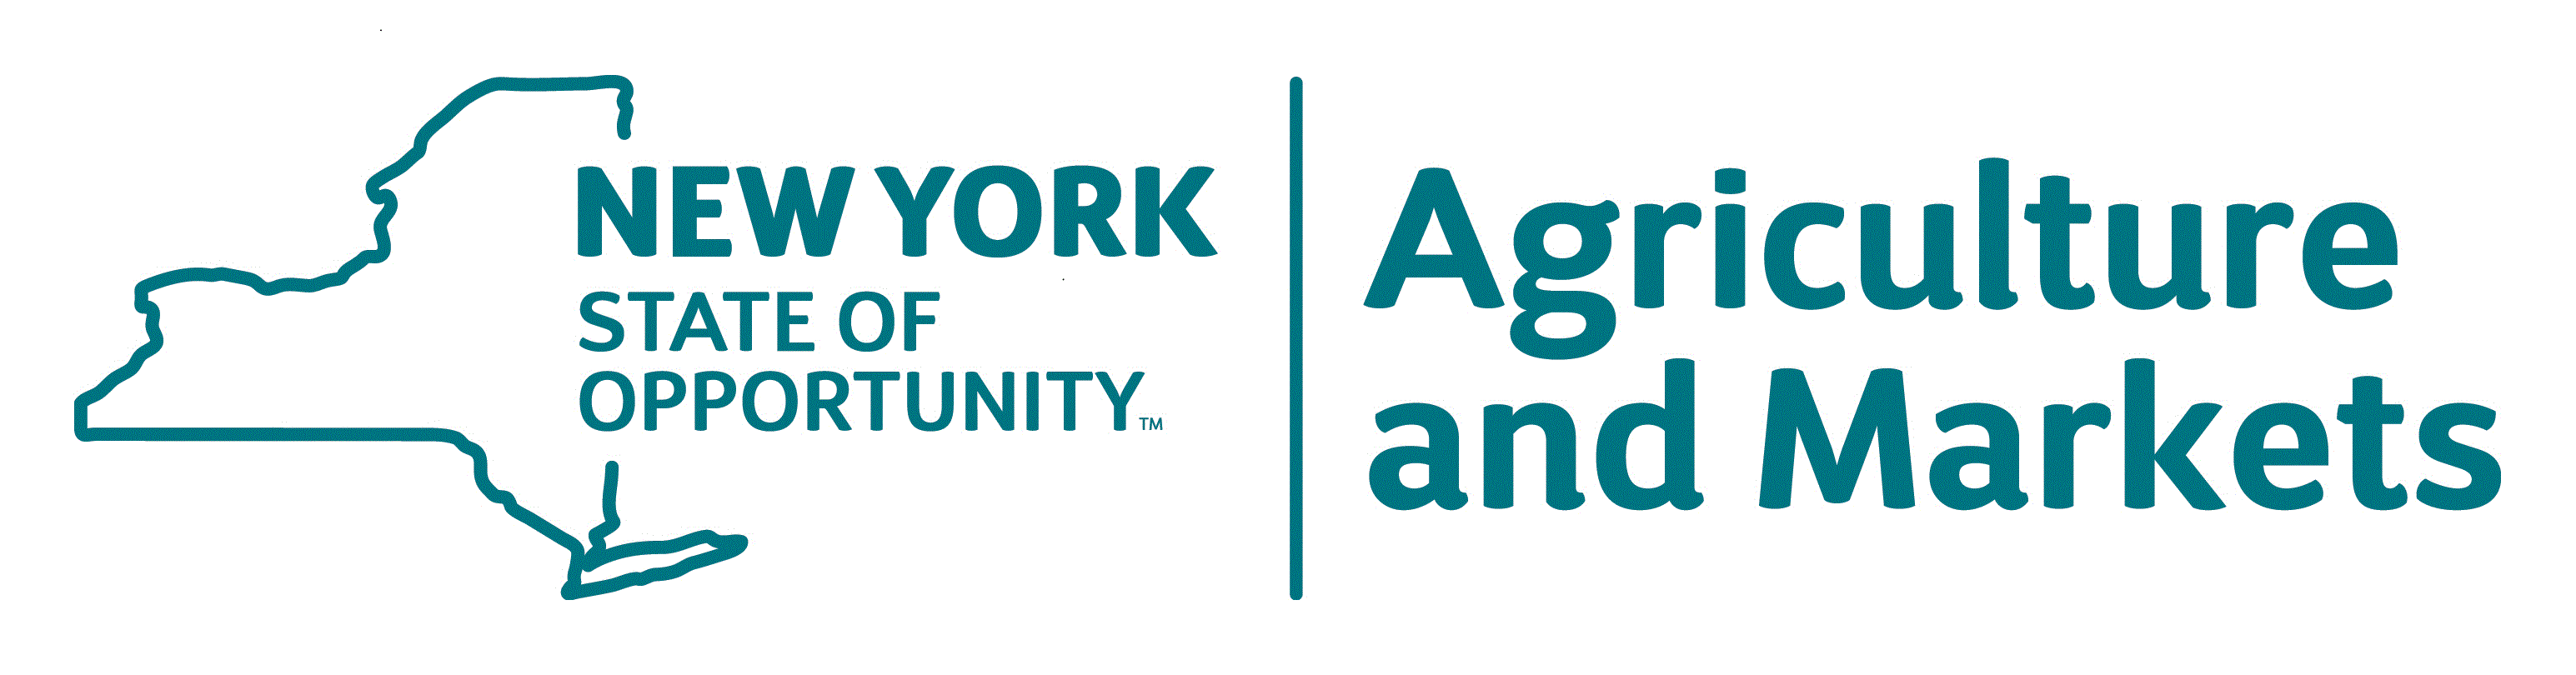 NEW YORK
STATE OF
OPPORTUNITY™
Agriculture
and Markets